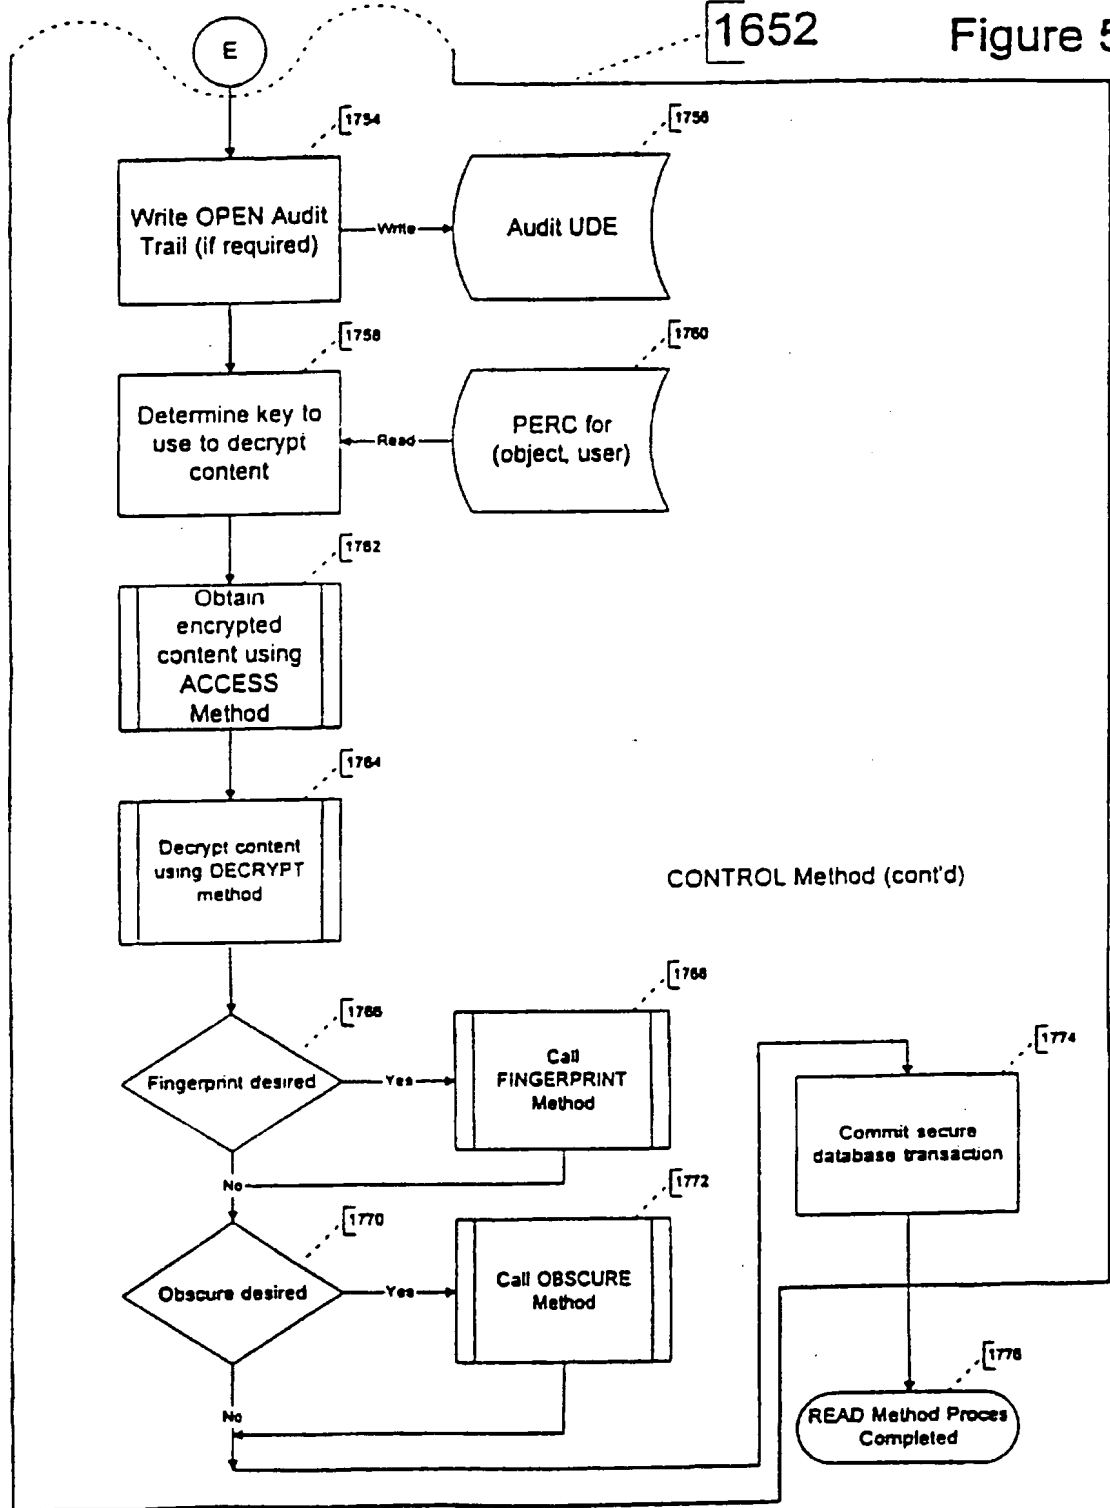 E
1652
Figure 5
1754
Write OPEN Audit
Trail (if required)
Write
1756
Audit UDE
1758
Determine key to
use to decrypt
content
Read
1760
PERC for
(object, user)
1762
Obtain
encrypted
content using
ACCESS
Method
1764
Decrypt content
using DECRYPT
method
CONTROL Method (cont'd)
1766
Fingerprint desired
Yes
1768
Call
FINGERPRINT
Method
No
1770
Obscure desired
Yes
1772
Call OBSCURE
Method
No
1774
Commit secure
database transaction
1776
READ Method Proces
Completed